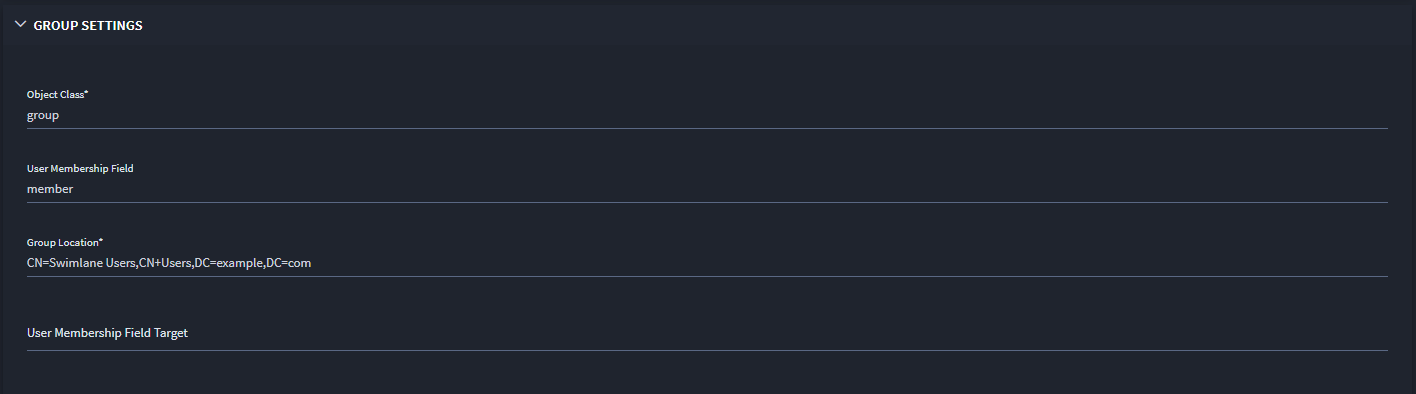 GROUP SETTINGS
Object Class*
group
User Membership Field
member
Group Location*
CN=Swimlane Users,CN+Users,DC=example,DC=com
User Membership Field Target